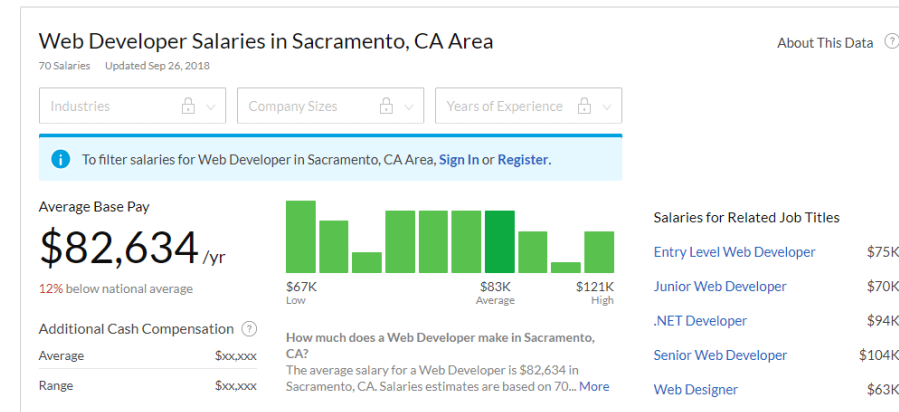 Web Developer Salaries in Sacramento, CA Area
About This Data ?
70 Salaries Updated Sep 26, 2018
Industries
Company Sizes
Years of Experience
To filter salaries for Web Developer in Sacramento, CA Area, Sign In or Register.
Average Base Pay
$82,634 /yr
12% below national average
Additional Cash Compensation ?
Average $xx,xxx
Range $xx,xxx
$67K
Low
$83K
Average
$121K
High
How much does a Web Developer make in Sacramento,
CA?
The average salary for a Web Developer is $82,634 in
Sacramento, CA. Salaries estimates are based on 70... More
Salaries for Related Job Titles
Entry Level Web Developer $75K
Junior Web Developer $70K
.NET Developer $94K
Senior Web Developer $104K
Web Designer $63K